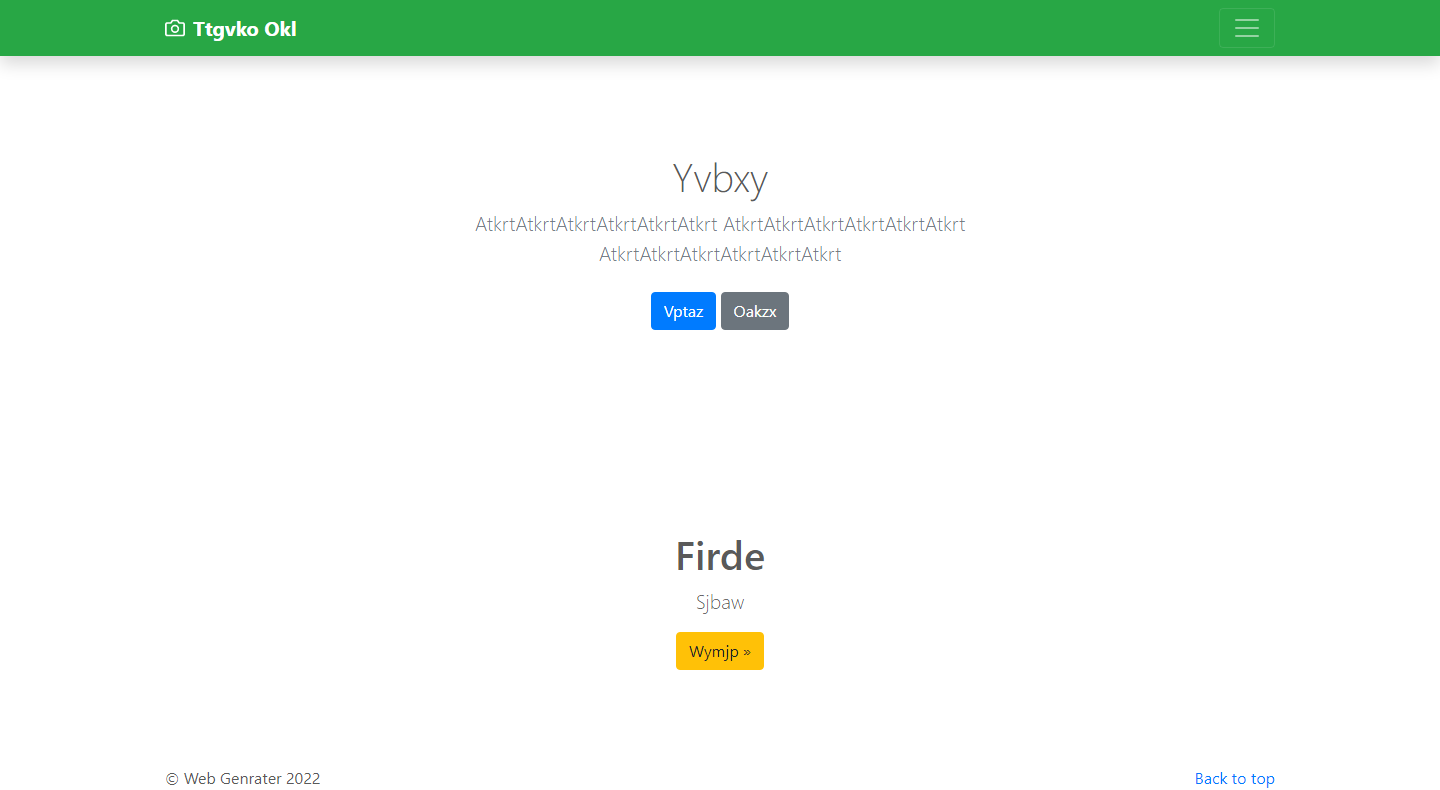 Ttgvko Okl
Yvbxy
AtkrtAtkrtAtkrtAtkrtAtkrtAtkrt AtkrtAtkrtAtkrtAtkrtAtkrtAtkrt
AtkrtAtkrtAtkrtAtkrtAtkrtAtkrt
Vptaz Oakzx
Firde
Sjbaw
Wymjp »
© Web Genrater 2022 Back to top